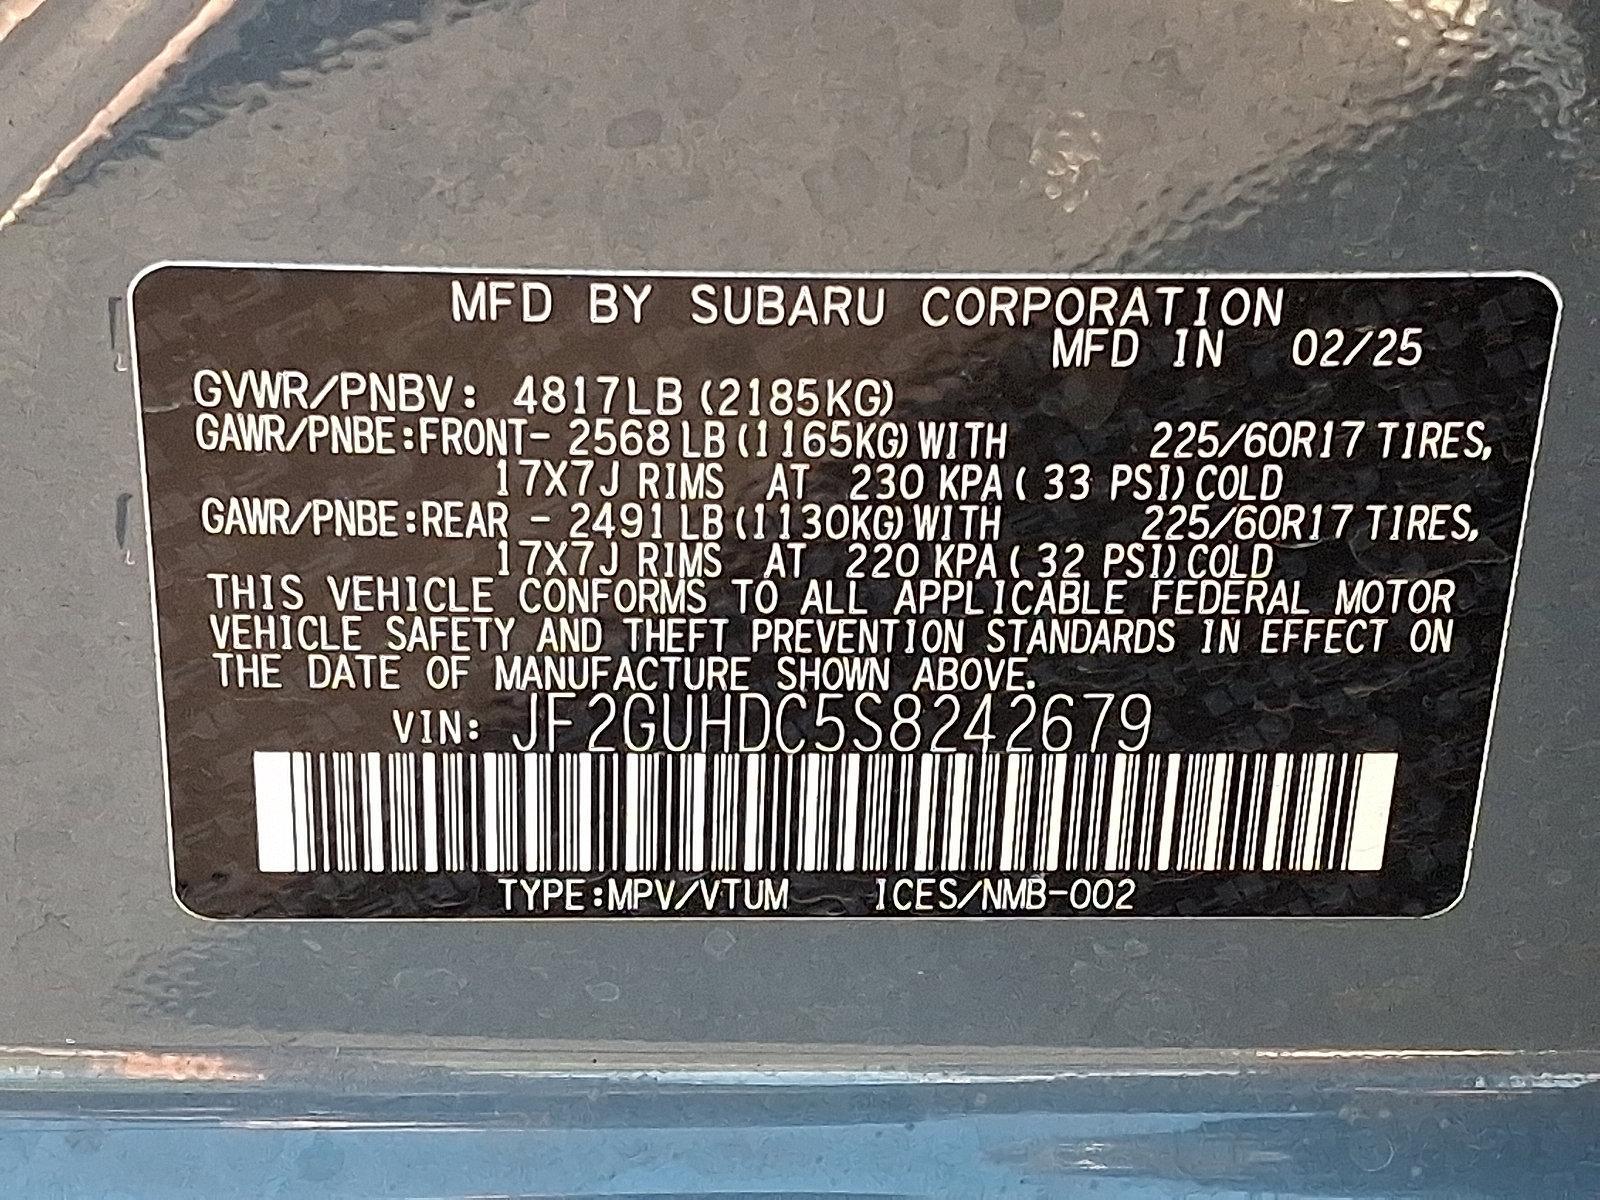 MFD BY SUBARU CORPORATION
MFD IN 02/25
GVWR/PNBV: 4817LB (2185KG)
GAWR/PNBE:FRONT- 2568 LB (1165KG) WITH 225/60R17 TIRES,
17X7J RIMS AT 230 KPA ( 33 PSI) COLD
GAWR/PNBE:REAR - 2491 LB (1130KG) WITH 225/60R17 TIRES,
17X7J RIMS AT 220 KPA ( 32 PSI) COLD
THIS VEHICLE CONFORMS TO ALL APPLICABLE FEDERAL MOTOR
VEHICLE SAFETY AND THEFT PREVENTION STANDARDS IN EFFECT ON
THE DATE OF MANUFACTURE SHOWN ABOVE.
VIN: JF2GUHDC5S8242679
TYPE:MPV/VTUM ICES/NMB-002